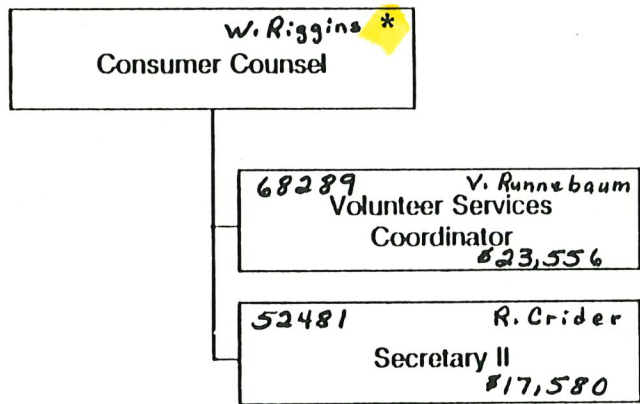 W. Riggins *
Consumer Counsel
68289 V. Runnebaum
Volunteer Services
Coordinator
$23,556
52481 R. Crider
Secretary II
$17,580